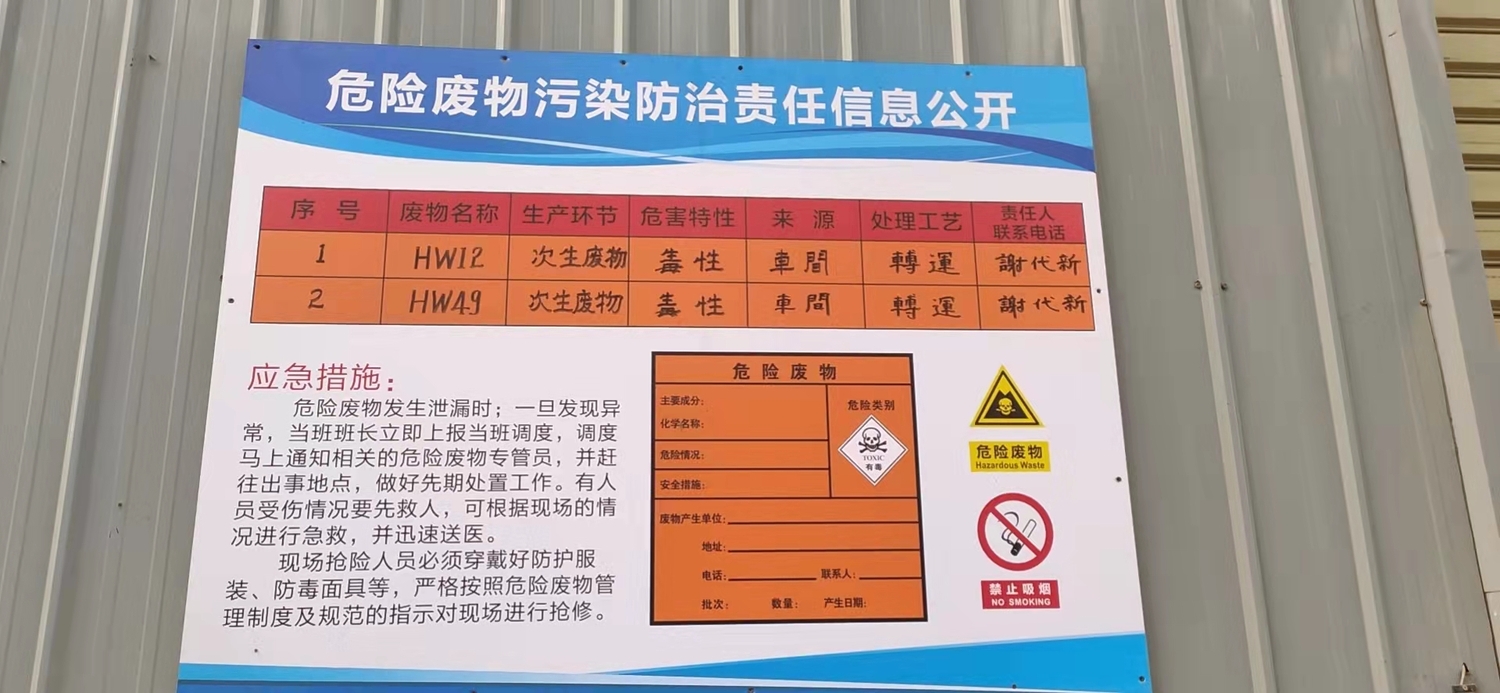 危险废物污染防治责任信息公开
序号 废物名称 生产环节 危害特性 来源 处理工艺 责任人联系电话
1 HW12 次生废物 毒性 車間 轉運 謝代新
2 HW49 次生废物 毒性 車間 轉運 謝代新
应急措施：
危险废物发生泄漏时；一旦发现异
常，当班班长立即上报当班调度，调度
马上通知相关的危险废物专管员，并赶
往出事地点，做好先期处置工作。有人
员受伤情况要先救人，可根据现场的情
况进行急救，并迅速送医。
现场抢险人员必须穿戴好防护服
装、防毒面具等，严格按照危险废物管
理制度及规范的指示对现场进行抢修。
危险废物
主要成分：
化学名称：
危险情况：
安全措施：
危险类别
TOXIC
有毒
废物产生单位：
地址：
电话： 联系人：
批次： 数量： 产生日期：
危险废物
Hazardous Waste
禁止吸烟
NO SMOKING